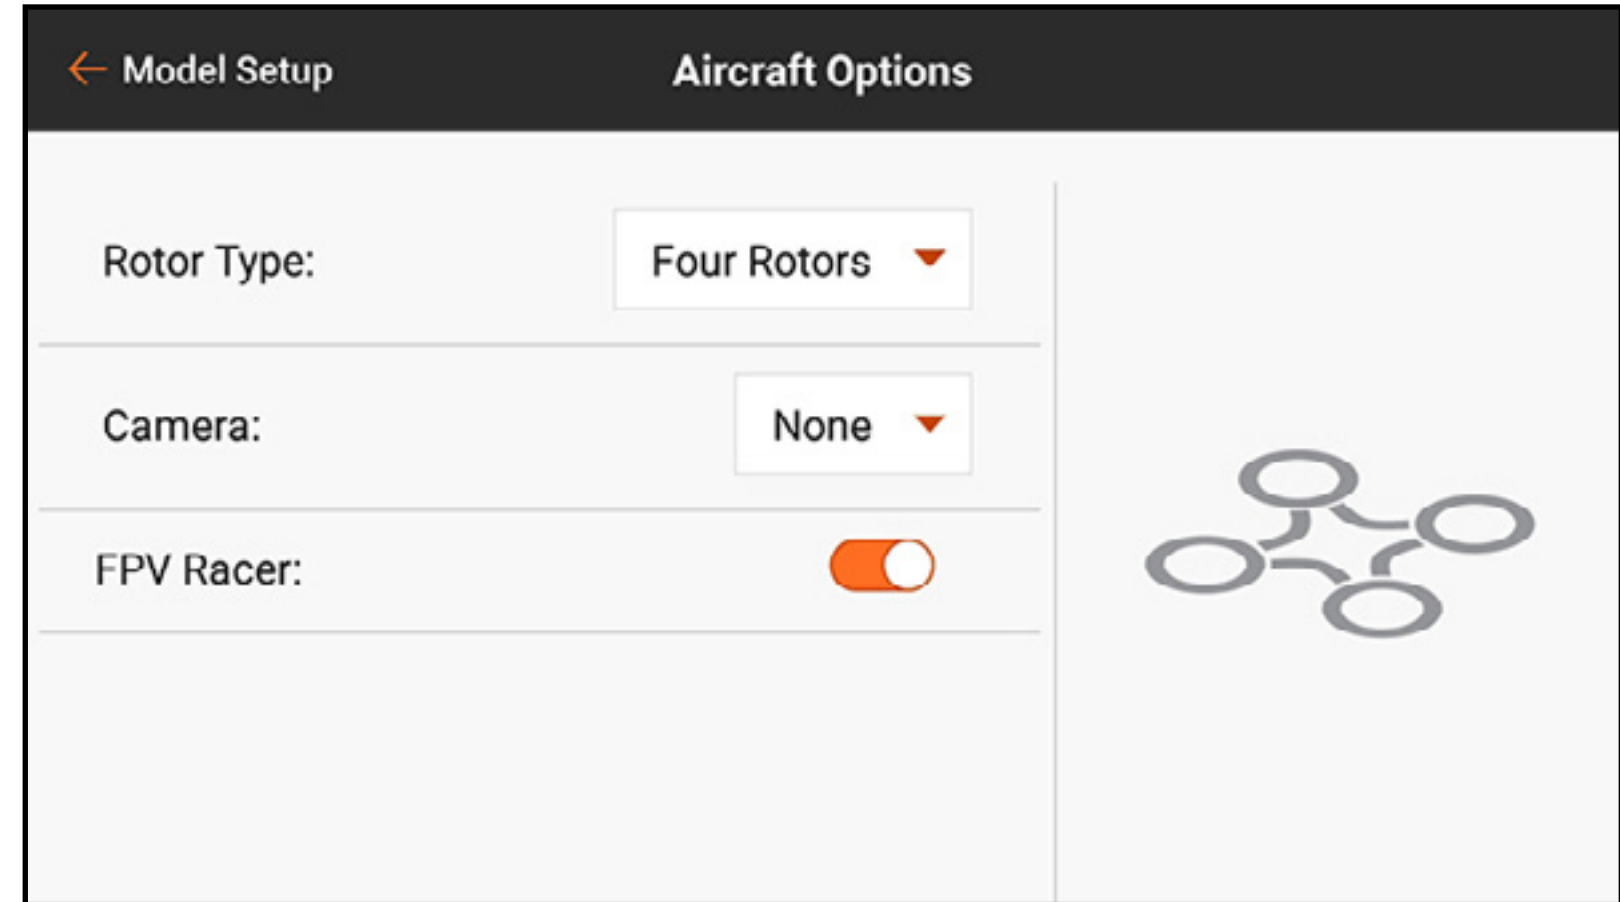 Model Setup
Aircraft Options
Rotor Type:
Four Rotors
Camera:
None
FPV Racer: